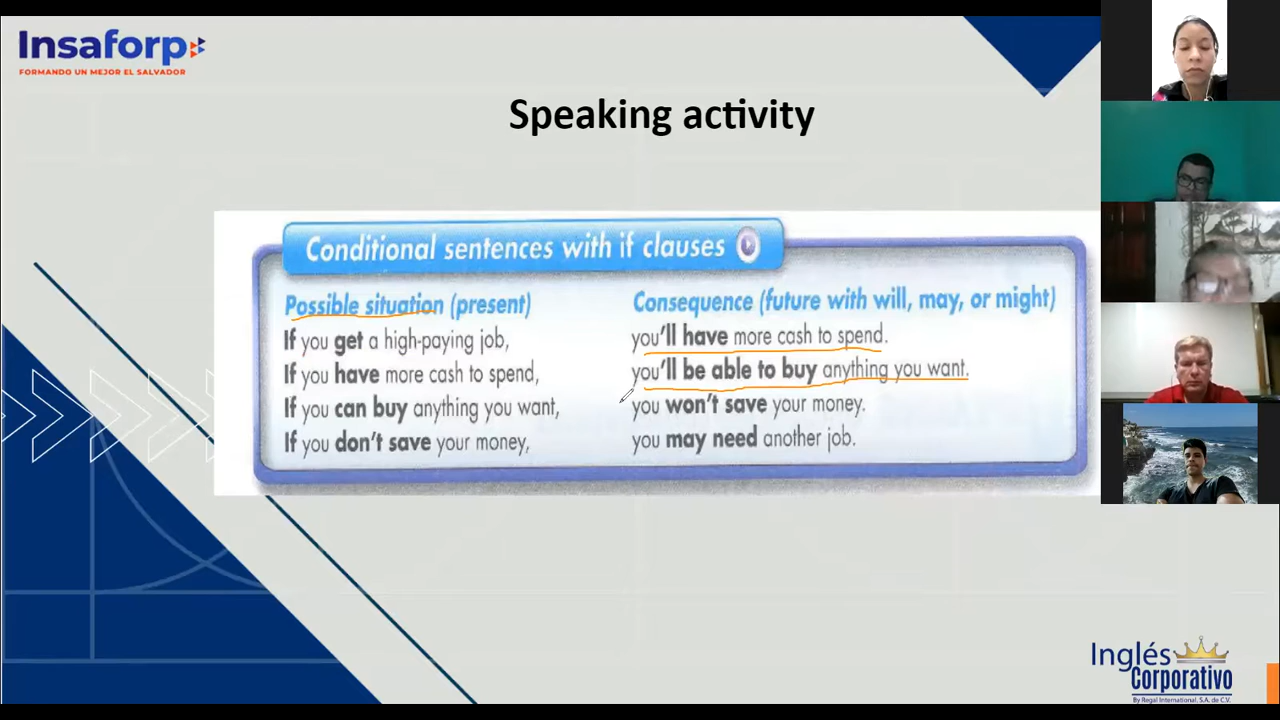 Insaforp
FORMANDO UN MEJOR EL SALVADOR
Speaking activity
Conditional sentences with if clauses
Possible situation (present)
If you get a high-paying job,
If you have more cash to spend,
If you can buy anything you want,
If you don't save your money,
Consequence (future with will, may, or might)
you'll have more cash to spend.
you'll be able to buy anything you want.
you won't save your money.
you may need another job.
Inglés
Corporativo
By Regal International, S.A. de C.V.